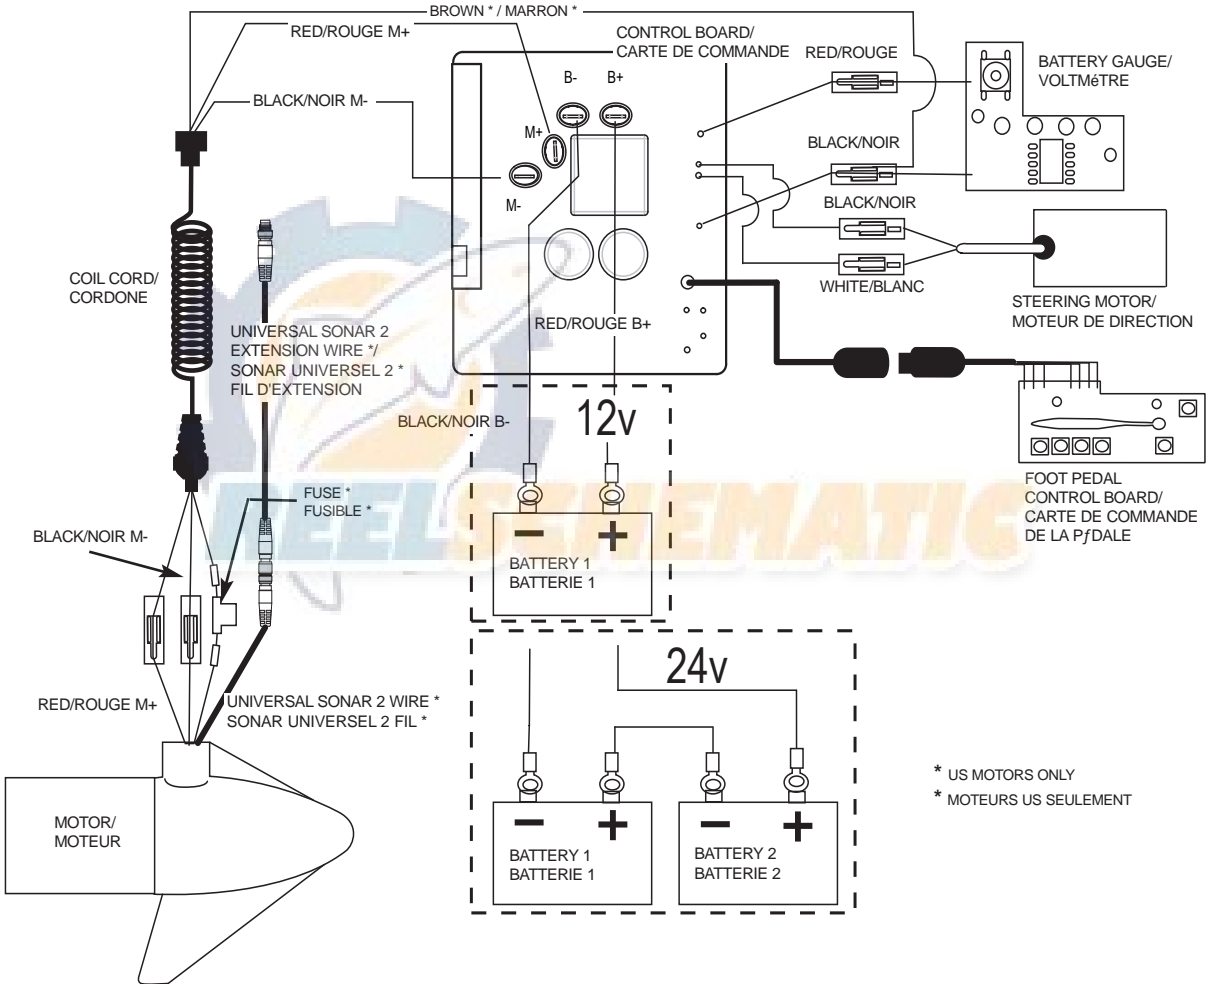 BROWN * / MARRON *
RED/ROUGE M+
CONTROL BOARD/
CARTE DE COMMANDE
RED/ROUGE
BATTERY GAUGE/
VOLTMéTRE
B-
B+
BLACK/NOIR M-
M+
BLACK/NOIR
M-
BLACK/NOIR
COIL CORD/
CORDONE
WHITE/BLANC
STEERING MOTOR/
MOTEUR DE DIRECTION
UNIVERSAL SONAR 2
EXTENSION WIRE */
SONAR UNIVERSEL 2 *
FIL D'EXTENSION
RED/ROUGE B+
BLACK/NOIR B-
12v
FOOT PEDAL
CONTROL BOARD/
CARTE DE COMMANDE
DE LA PƒDALE
FUSE *
FUSIBLE *
REELSCHEMATIC
BLACK/NOIR M-
- +
BATTERY 1
BATTERIE 1
24v
RED/ROUGE M+
UNIVERSAL SONAR 2 WIRE *
SONAR UNIVERSEL 2 FIL *
- +
BATTERY 1
BATTERIE 1
- +
BATTERY 2
BATTERIE 2
* US MOTORS ONLY
* MOTEURS US SEULEMENT
MOTOR/
MOTEUR